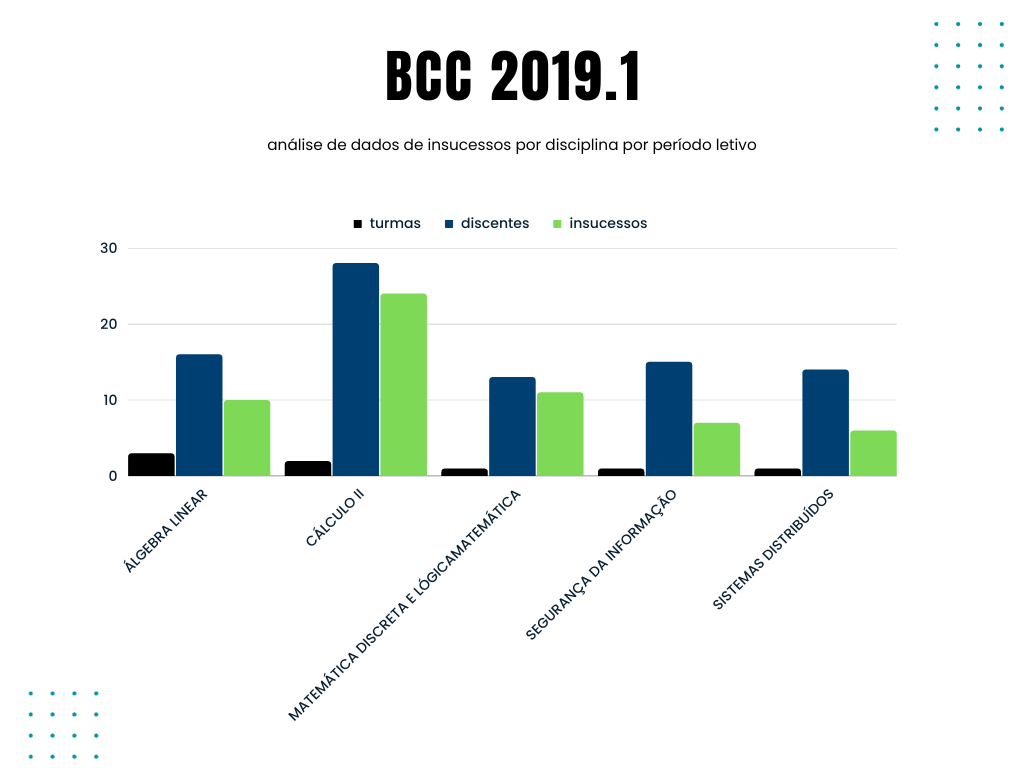 BCC 2019.1
análise de dados de insucessos por disciplina por período letivo
turmas discentes insucessos
30
20
10
0
ÁLGEBRA LINEAR
CÁLCULO II
MATEMÁTICA DISCRETA E LÓGICAMATEMÁTICA
SEGURANÇA DA INFORMAÇÃO
SISTEMAS DISTRIBUÍDOS